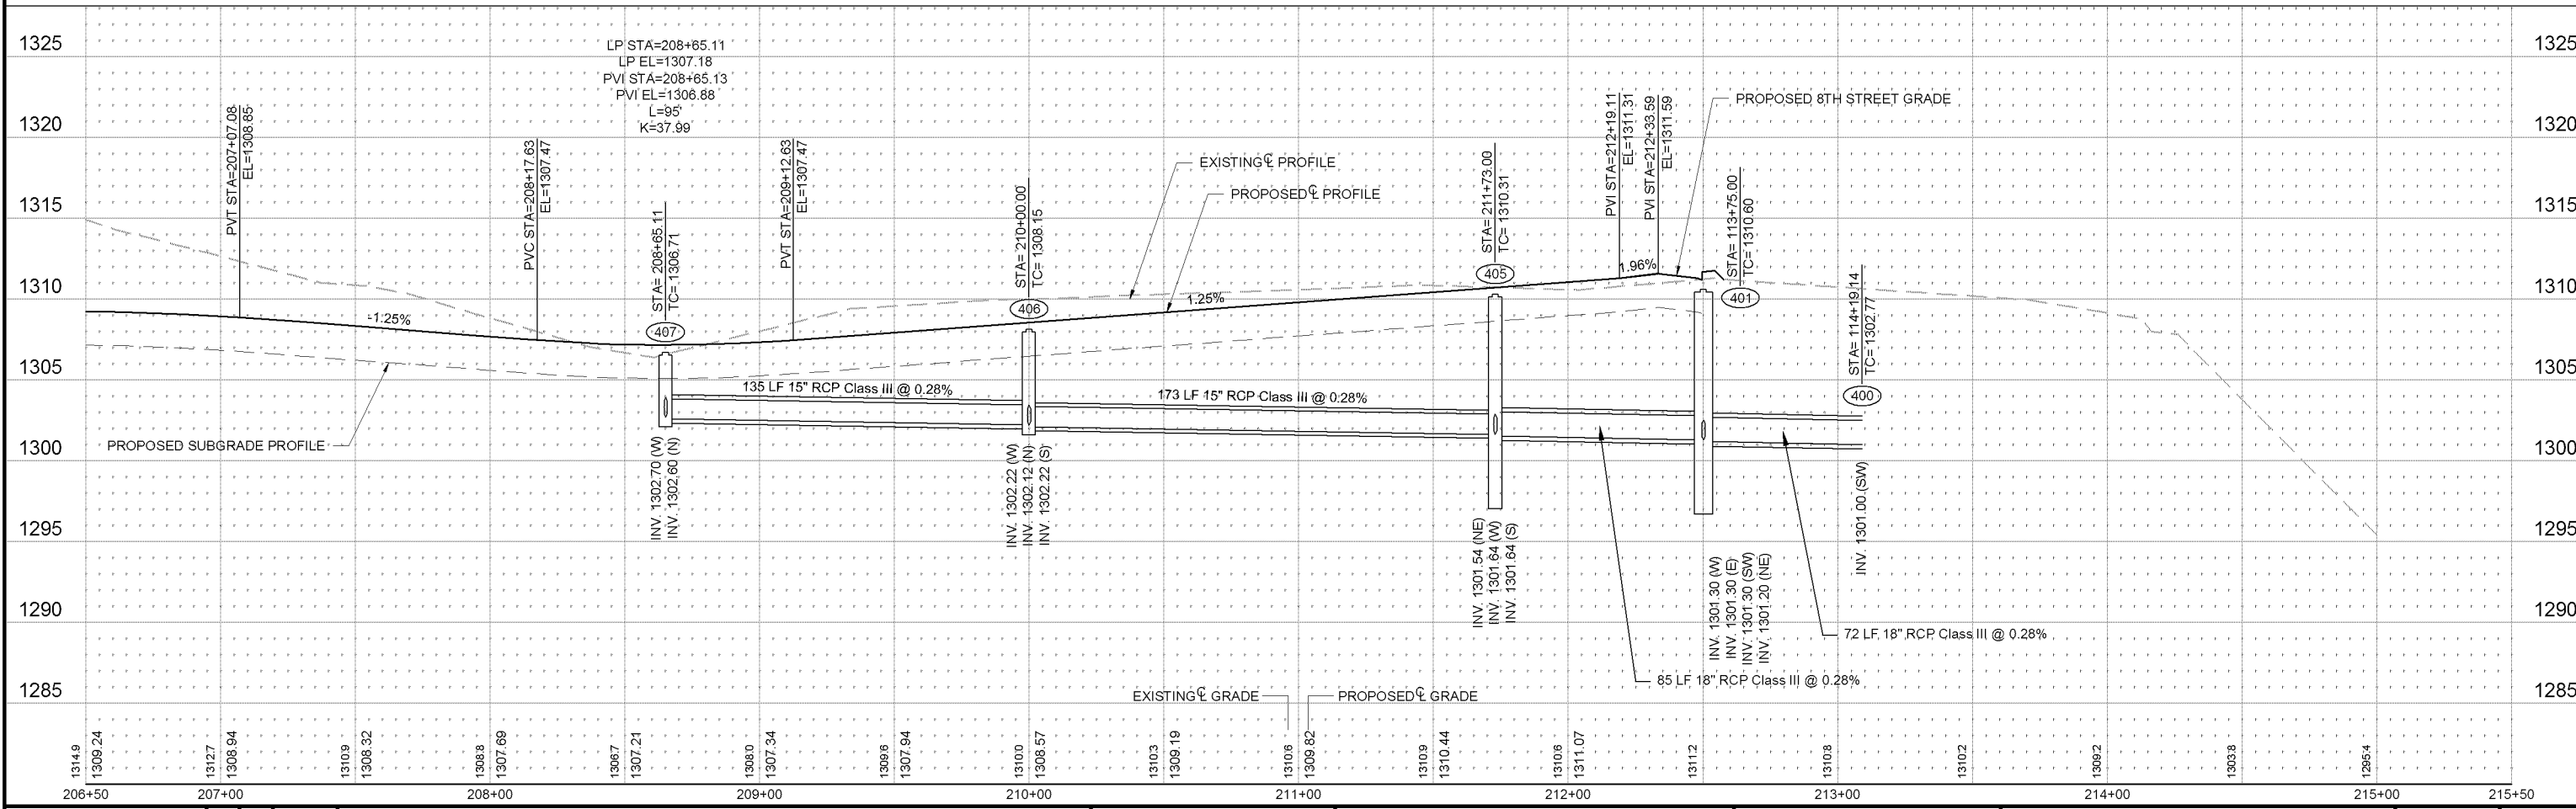 LP STA=208+65.11
LP EL=1307.18
PVI STA=208+65.13
PVI EL=1306.88
L=95'
K=37.99
1325
1320
1315
1310
1305
1300
1295
1290
1285
1325
1320
1315
1310
1305
1300
1295
1290
1285
PVT STA=207+07.08
EL=1308.85
PVC STA=208+17.63
EL=1307.47
STA= 208+65.11
TC= 1306.71
407
PVT STA=209+12.63
EL=1307.47
STA= 210+00.00
TC= 1308.15
406
EXISTING ℄ PROFILE
PROPOSED ℄ PROFILE
STA= 211+73.00
TC= 1310.31
405
PVI STA=212+19.11
EL=1311.31
PVI STA=212+33.59
EL=1311.59
PROPOSED 8TH STREET GRADE
STA= 113+75.00
TC= 1310.60
401
STA= 114+19.14
TC= 1302.77
400
-1.25%
1.25%
1.96%
135 LF 15" RCP Class III @ 0.28%
173 LF 15" RCP Class III @ 0.28%
PROPOSED SUBGRADE PROFILE
INV. 1302.70 (W)
INV. 1302.60 (N)
INV. 1302.22 (W)
INV. 1302.12 (N)
INV. 1302.22 (S)
INV. 1301.54 (NE)
INV. 1301.64 (W)
INV. 1301.64 (S)
INV. 1301.30 (W)
INV. 1301.30 (E)
INV. 1301.30 (SW)
INV. 1301.20 (NE)
INV. 1301.00 (SW)
72 LF 18" RCP Class III @ 0.28%
85 LF 18" RCP Class III @ 0.28%
EXISTING ℄ GRADE
PROPOSED ℄ GRADE
1314.9
1309.24
1312.7
1308.94
1310.9
1308.32
1308.8
1307.69
1306.7
1307.21
1308.0
1307.34
1309.6
1307.94
1310.0
1308.57
1310.3
1309.19
1310.6
1309.82
1310.9
1310.44
1310.6
1311.07
1311.2
1310.8
1310.2
1309.2
1303.8
1295.4
206+50
207+00
208+00
209+00
210+00
211+00
212+00
213+00
214+00
215+00
215+50